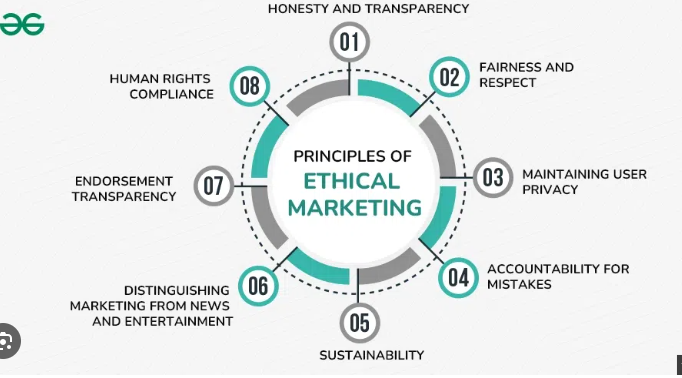 HONESTY AND TRANSPARENCY
01
02
FAIRNESS AND
RESPECT
03
MAINTAINING USER
PRIVACY
04
ACCOUNTABILITY FOR
MISTAKES
05
SUSTAINABILITY
06
DISTINGUISHING
MARKETING FROM NEWS
AND ENTERTAINMENT
07
ENDORSEMENT
TRANSPARENCY
08
HUMAN RIGHTS
COMPLIANCE
PRINCIPLES OF
ETHICAL
MARKETING